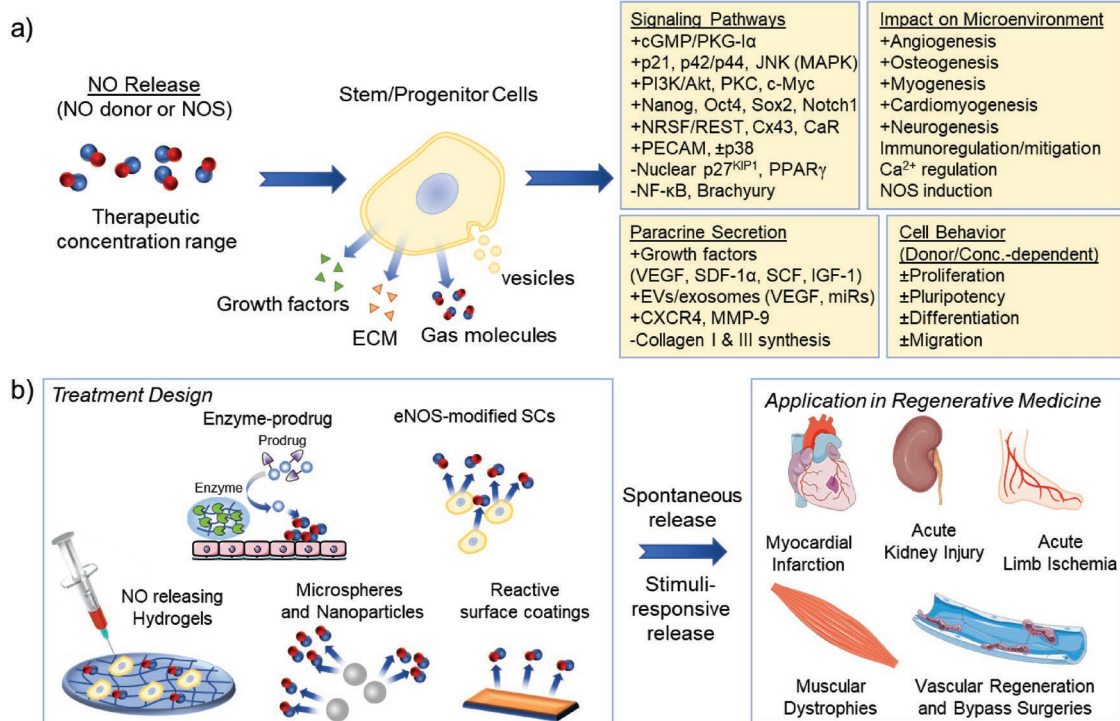 a)
NO Release
(NO donor or NOS)
Therapeutic
concentration range
Stem/Progenitor Cells
vesicles
Growth factors
ECM
Gas molecules
Signaling Pathways
+cGMP/PKG-Iα
+p21, p42/p44, JNK (MAPK)
+PI3K/Akt, PKC, c-Myc
+Nanog, Oct4, Sox2, Notch1
+NRSF/REST, Cx43, CaR
+PECAM, ±p38
-Nuclear p27ᴷᴵᴾ¹, PPARγ
-NF-κB, Brachyury
Impact on Microenvironment
+Angiogenesis
+Osteogenesis
+Myogenesis
+Cardiomyogenesis
+Neurogenesis
Immunoregulation/mitigation
Ca²⁺ regulation
NOS induction
Paracrine Secretion
+Growth factors
(VEGF, SDF-1α, SCF, IGF-1)
+EVs/exosomes (VEGF, miRs)
+CXCR4, MMP-9
-Collagen I & III synthesis
Cell Behavior
(Donor/Conc.-dependent)
±Proliferation
±Pluripotency
±Differentiation
±Migration
b)
Treatment Design
Enzyme-prodrug
Prodrug
Enzyme
eNOS-modified SCs
NO releasing
Hydrogels
Microspheres
and Nanoparticles
Reactive
surface coatings
Spontaneous
release
Stimuli-
responsive
release
Application in Regenerative Medicine
Myocardial
Infarction
Acute
Kidney Injury
Acute
Limb Ischemia
Muscular
Dystrophies
Vascular Regeneration
and Bypass Surgeries